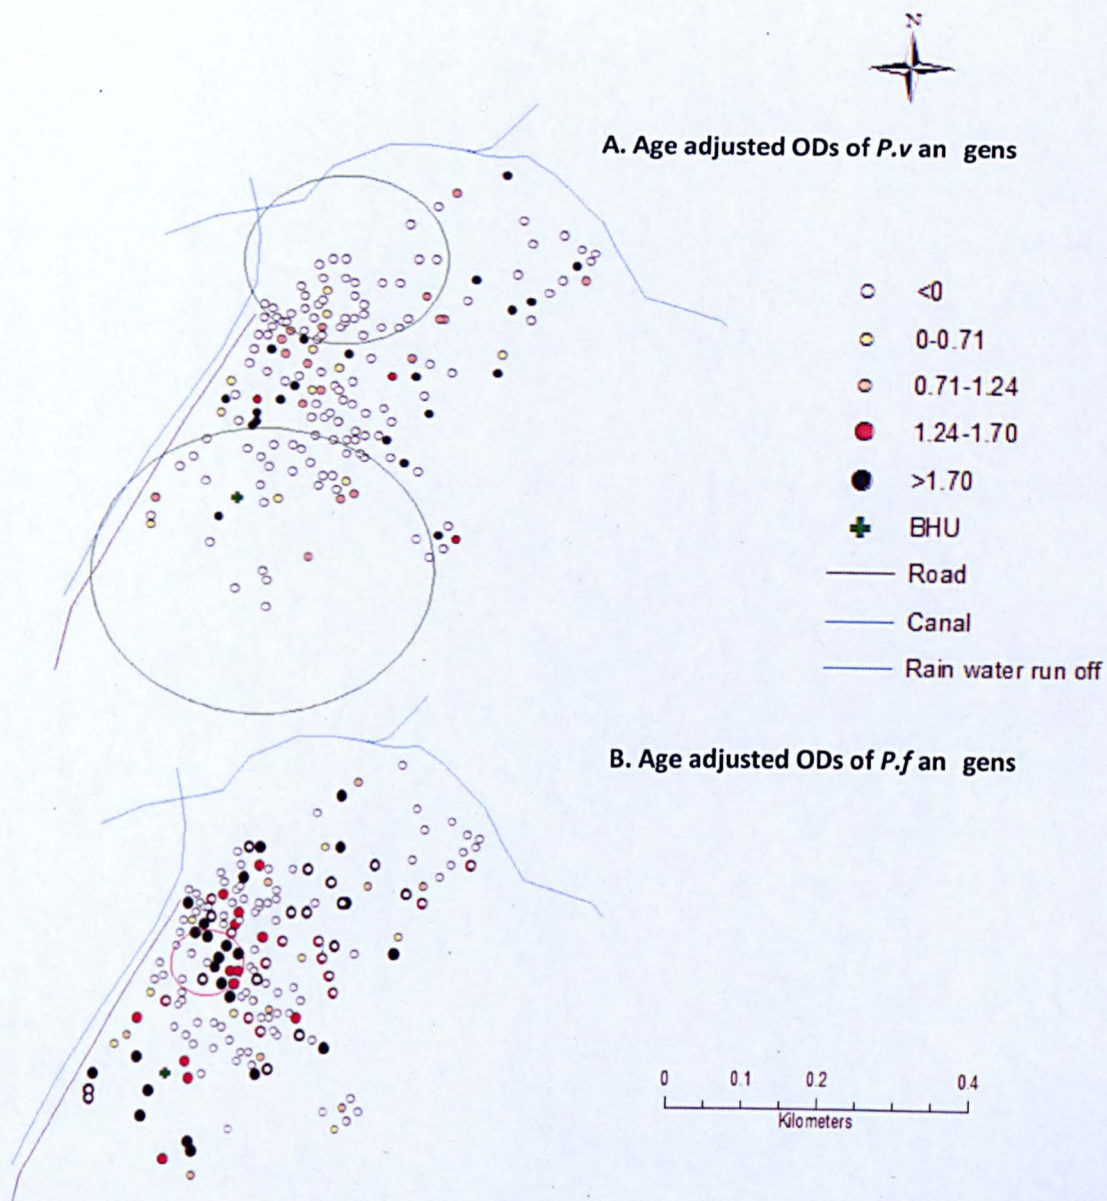 N
A. Age adjusted ODs of P.v an gens
<0
0-0.71
0.71-1.24
1.24-1.70
>1.70
BHU
Road
Canal
Rain water run off
B. Age adjusted ODs of P.f an gens
0 0.1 0.2 0.4
Kilometers